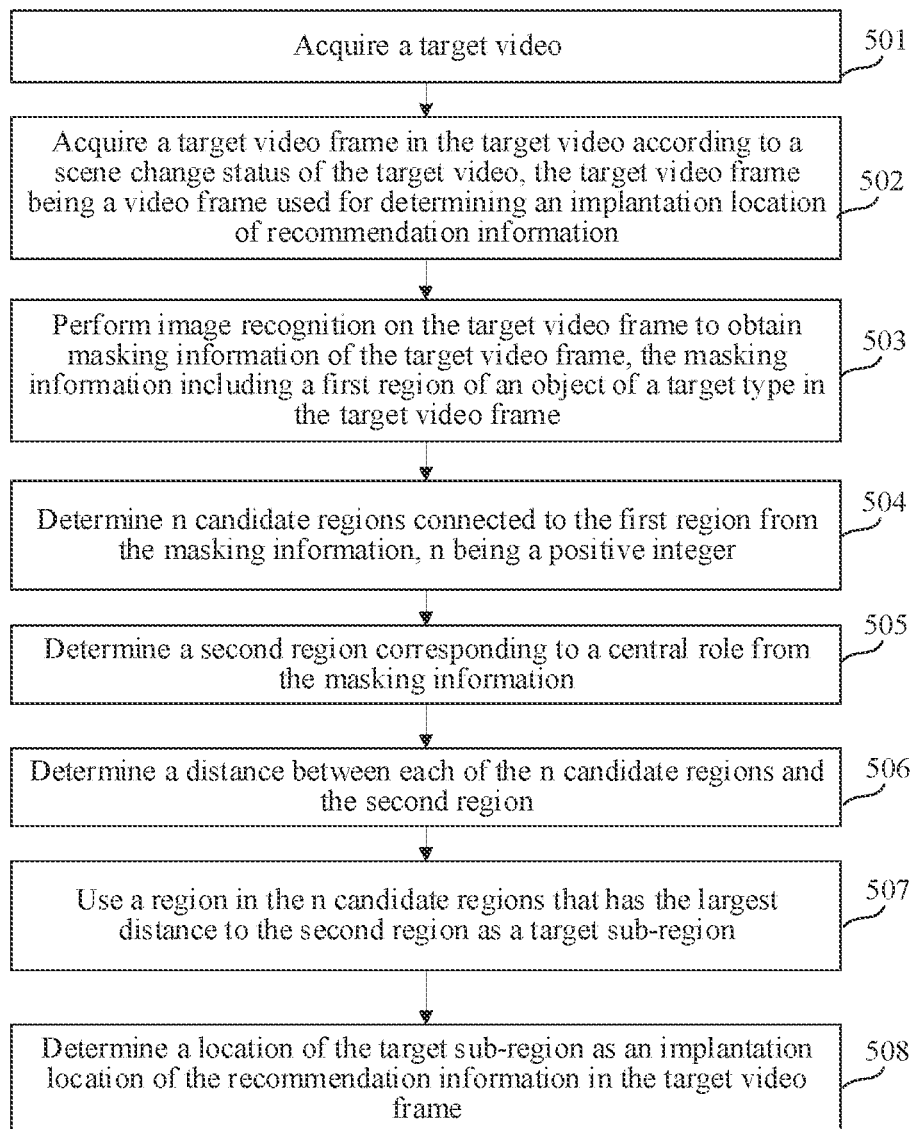 Acquire a target video
501
Acquire a target video frame in the target video according to a
scene change status of the target video, the target video frame
being a video frame used for determining an implantation location
of recommendation information
502
Perform image recognition on the target video frame to obtain
masking information of the target video frame, the masking
information including a first region of an object of a target type in
the target video frame
503
Determine n candidate regions connected to the first region from
the masking information, n being a positive integer
504
Determine a second region corresponding to a central role from
the masking information
505
Determine a distance between each of the n candidate regions and
the second region
506
Use a region in the n candidate regions that has the largest
distance to the second region as a target sub-region
507
Determine a location of the target sub-region as an implantation
location of the recommendation information in the target video
frame
508